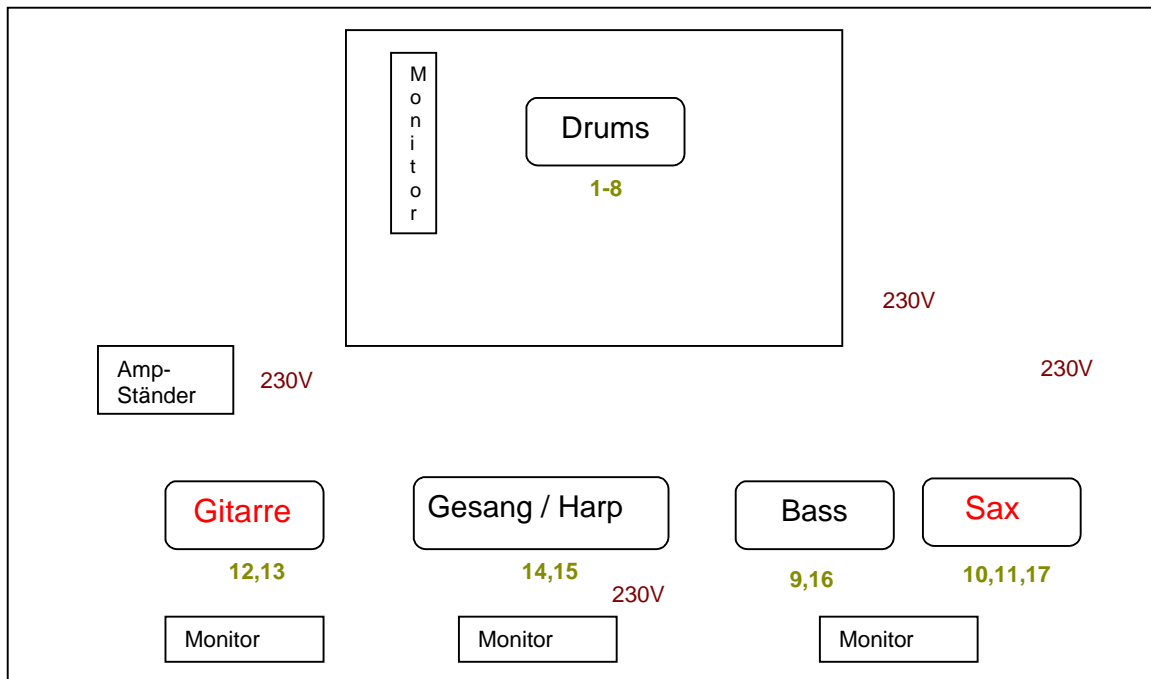 Monitor
Drums
1-8
230V
Amp-
Ständer
230V
230V
Gitarre
Gesang / Harp
Bass
Sax
12,13
14,15
9,16
10,11,17
230V
Monitor
Monitor
Monitor